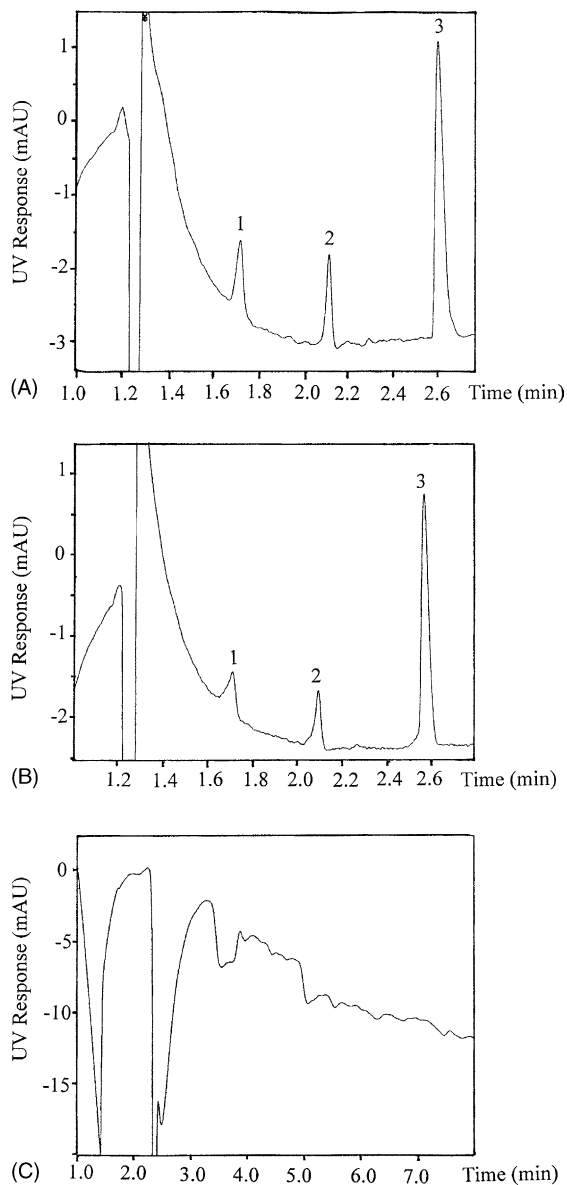 UV Response (mAU)
1
0
-1
-2
-3
1
2
3
(A)
1.0 1.2 1.4 1.6 1.8 2.0 2.2 2.4 2.6 Time (min)
UV Response (mAU)
1
0
-1
-2
1
2
3
(B)
1.2 1.4 1.6 1.8 2.0 2.2 2.4 2.6 Time (min)
UV Response (mAU)
0
-5
-10
-15
(C)
1.0 2.0 3.0 4.0 5.0 6.0 7.0 Time (min)